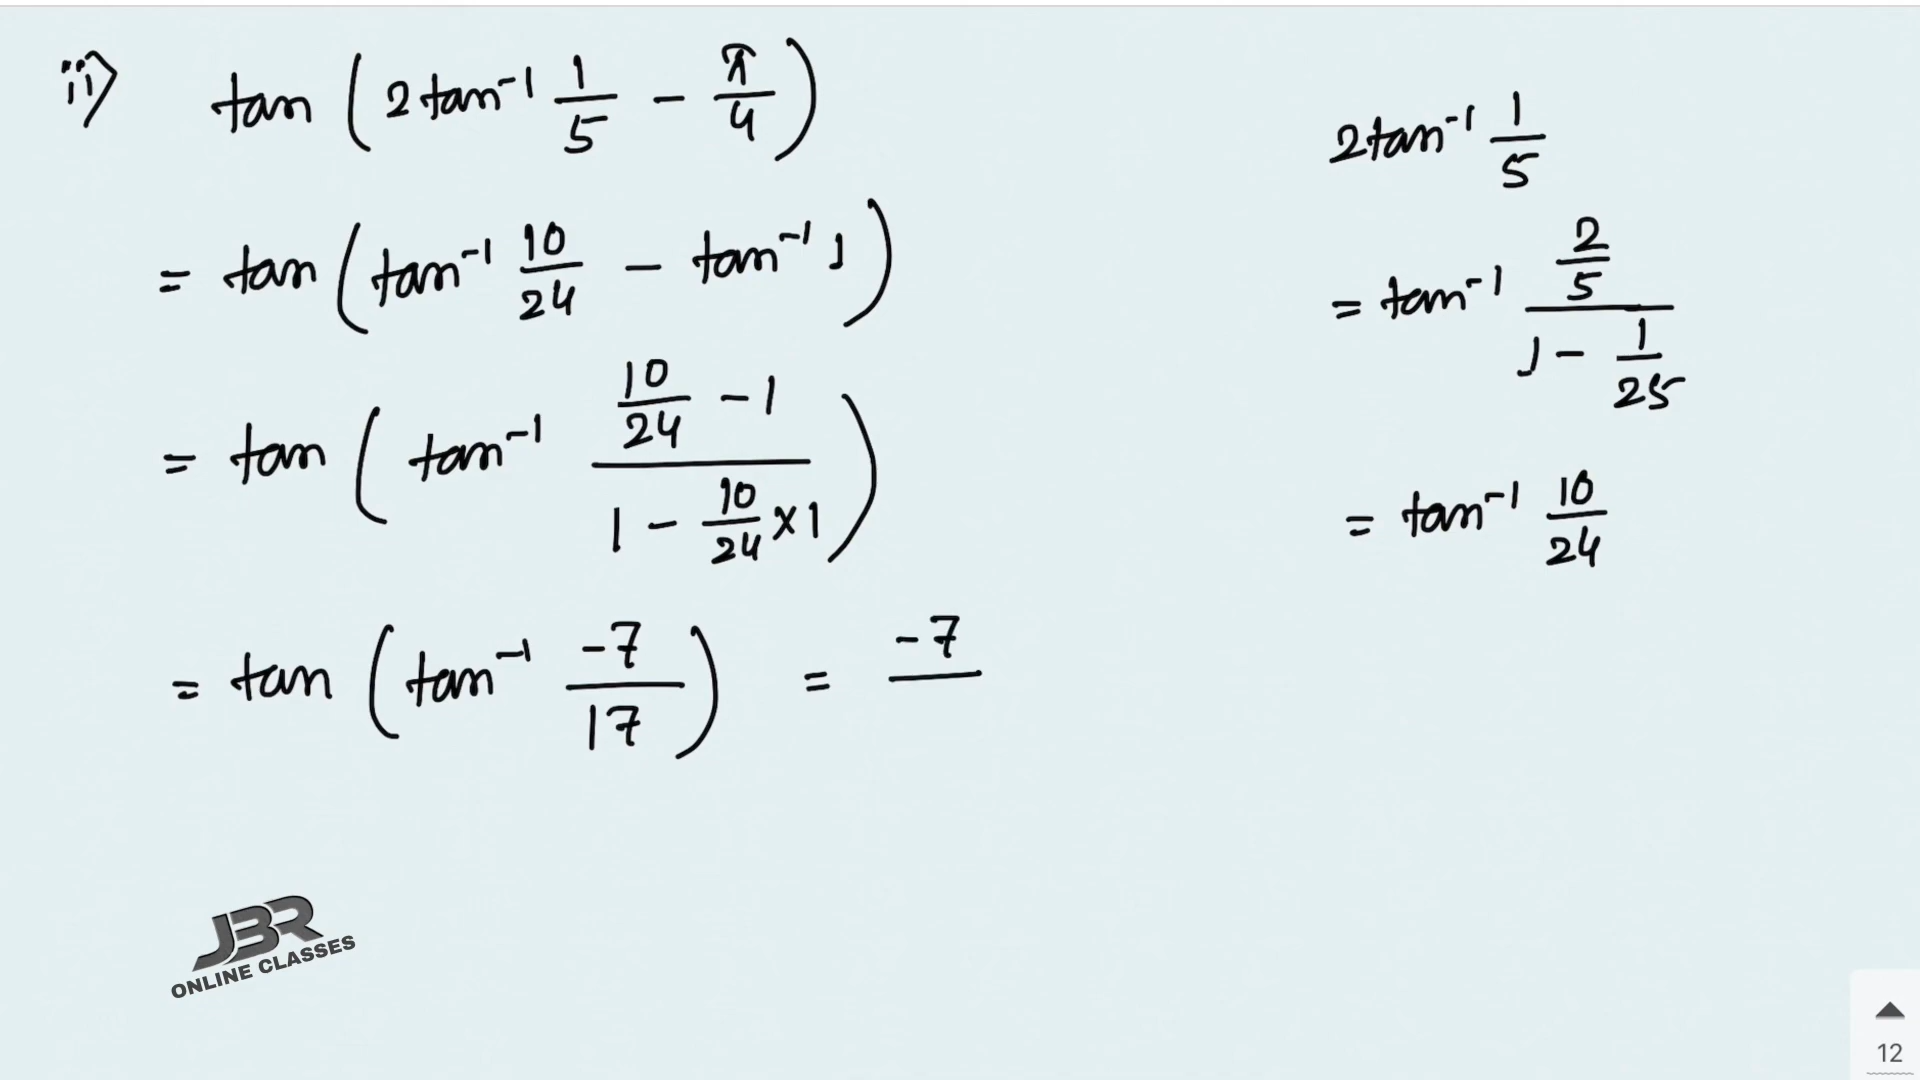 ii) tan ( 2 tan⁻¹ 1/5 − π/4 )
= tan ( tan⁻¹ 10/24 − tan⁻¹ 1 )
= tan ( tan⁻¹ (10/24 − 1)/(1 − 10/24 × 1) )
= tan ( tan⁻¹ −7/17 ) = −7/
2 tan⁻¹ 1/5
= tan⁻¹ (2/5)/(1 − 1/25)
= tan⁻¹ 10/24
JBR
ONLINE CLASSES
12